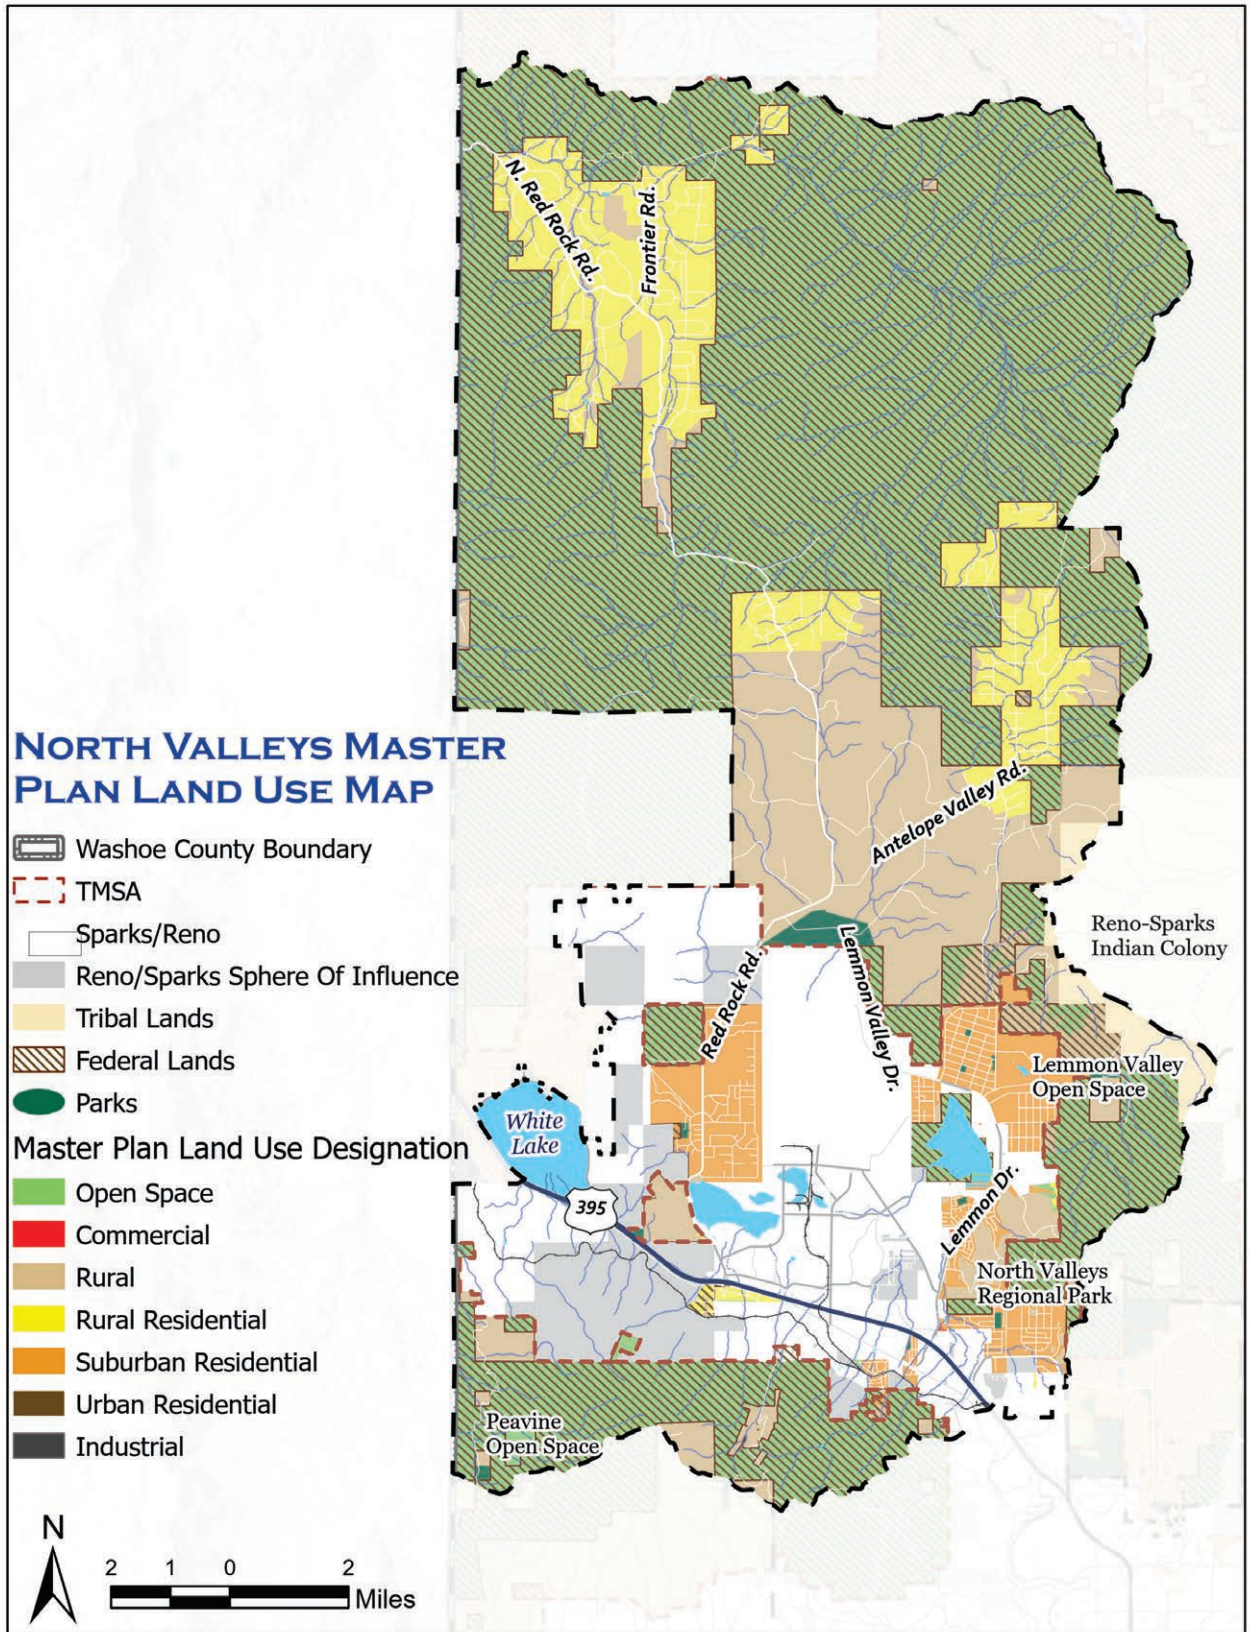 N. Red Rock Rd.
Frontier Rd.
NORTH VALLEYS MASTER
PLAN LAND USE MAP
Washoe County Boundary
TMSA
Sparks/Reno
Reno/Sparks Sphere Of Influence
Tribal Lands
Federal Lands
Parks
Master Plan Land Use Designation
Open Space
Commercial
Rural
Rural Residential
Suburban Residential
Urban Residential
Industrial
N
2 1 0 2
Miles
Antelope Valley Rd.
Reno-Sparks
Indian Colony
Red Rock Rd.
Lemmon Valley Dr.
Lemmon Valley
Open Space
White
Lake
395
Lemmon Dr.
North Valleys
Regional Park
Peavine
Open Space